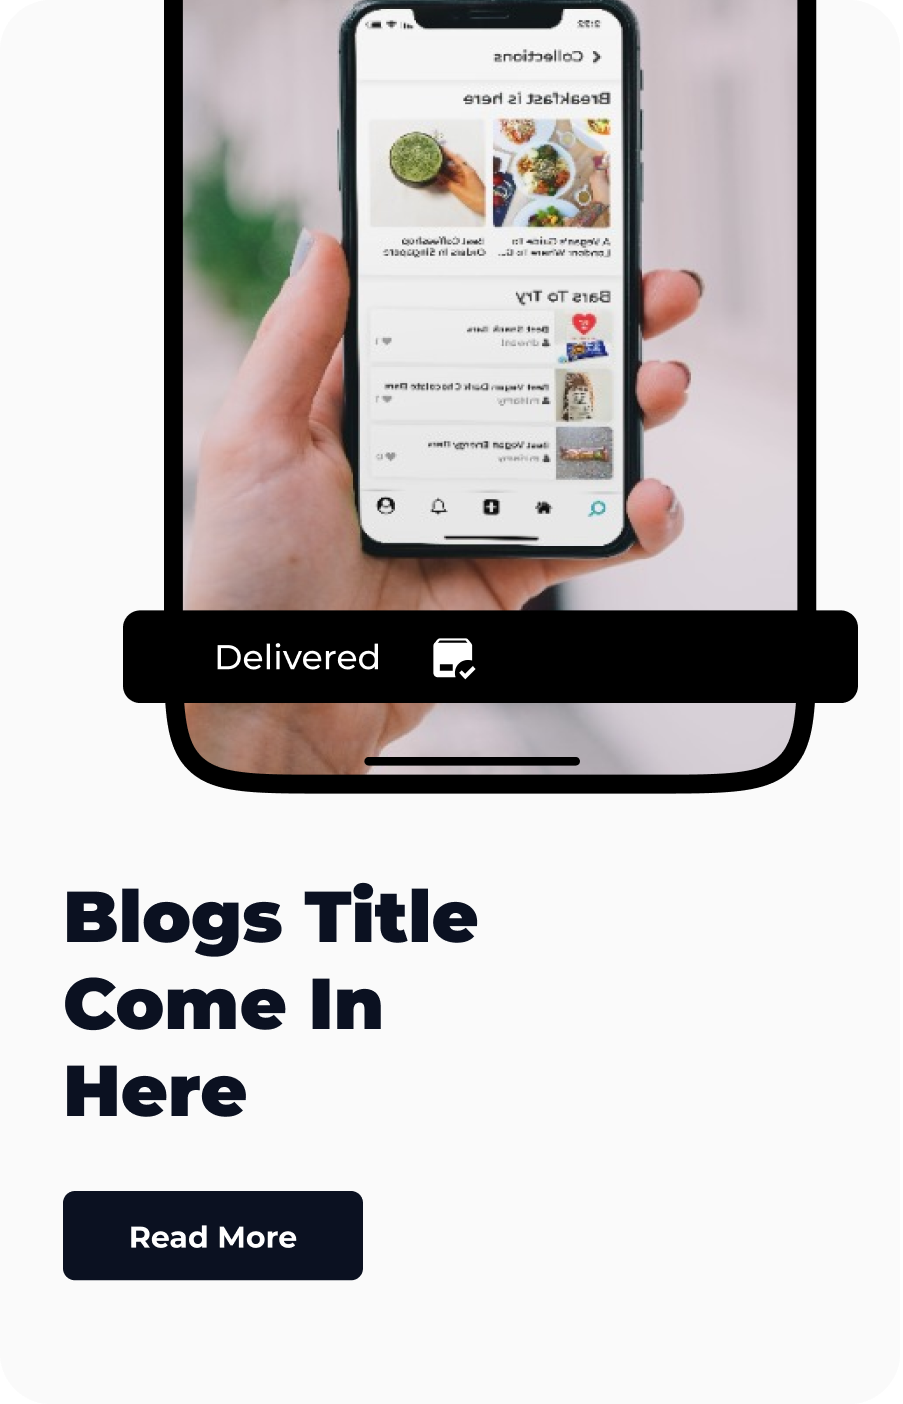 2:22
Collections
Breakfast is here
A Vegan's Guide To
London: Where To G...
Best Coffeeshop
Orders In Singapore
Bars To Try
Best Snack Bars
Best Vegan Dark Chocolate Bars
Best Vegan Energy Bars
Delivered
Blogs Title
Come In
Here
Read More